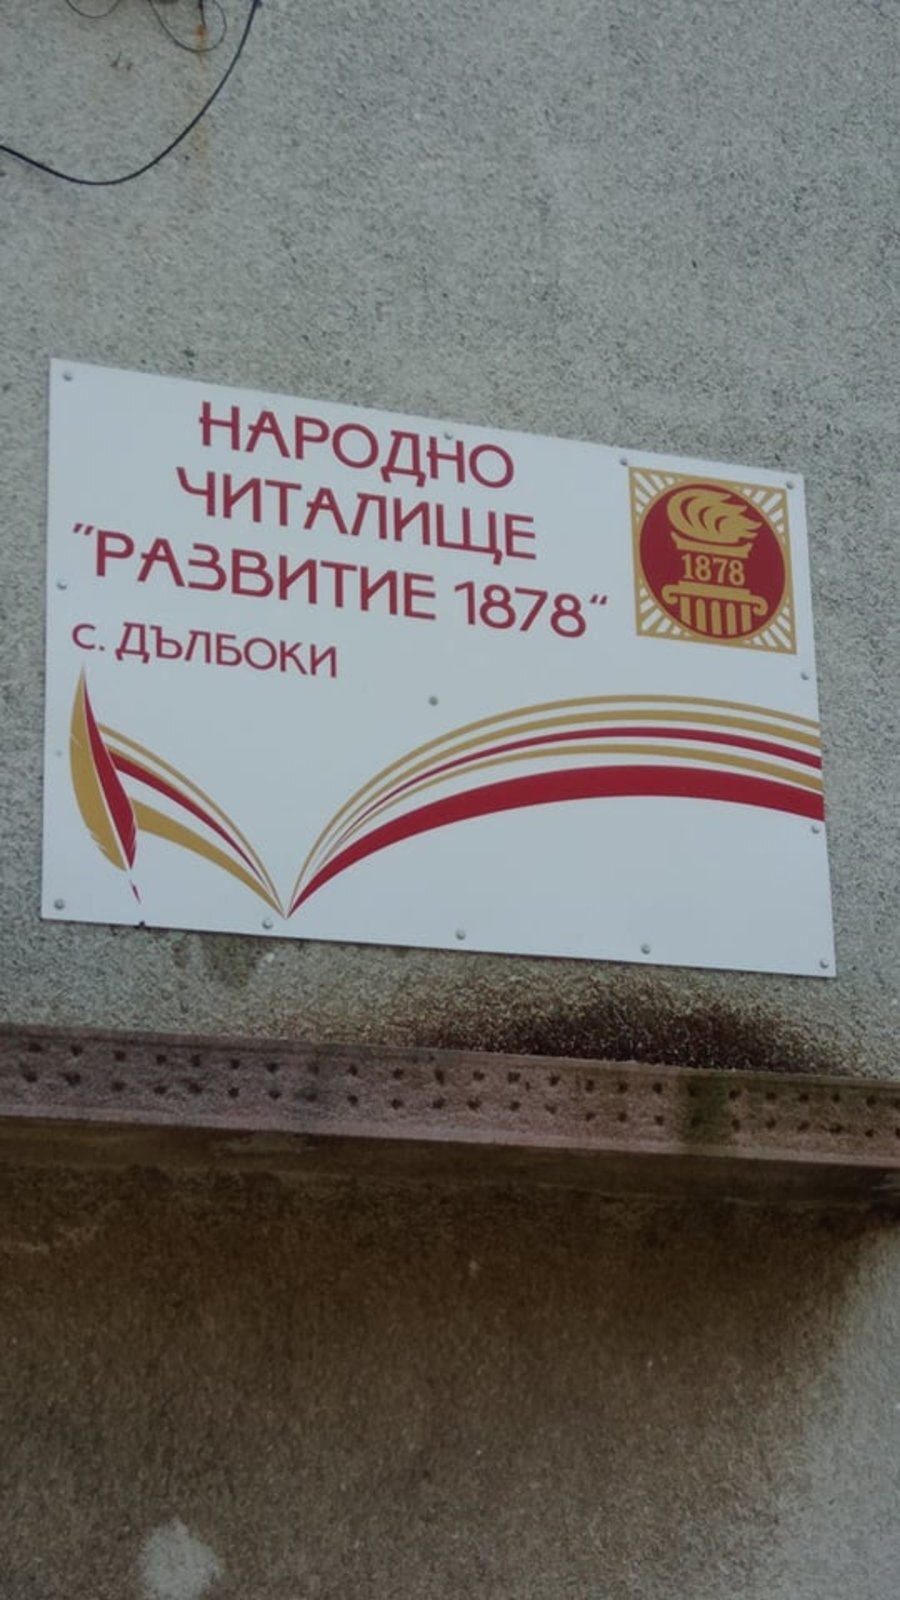 НАРОДНО
ЧИТАЛИЩЕ
"РАЗВИТИЕ 1878"
с. ДЪЛБОКИ
1878